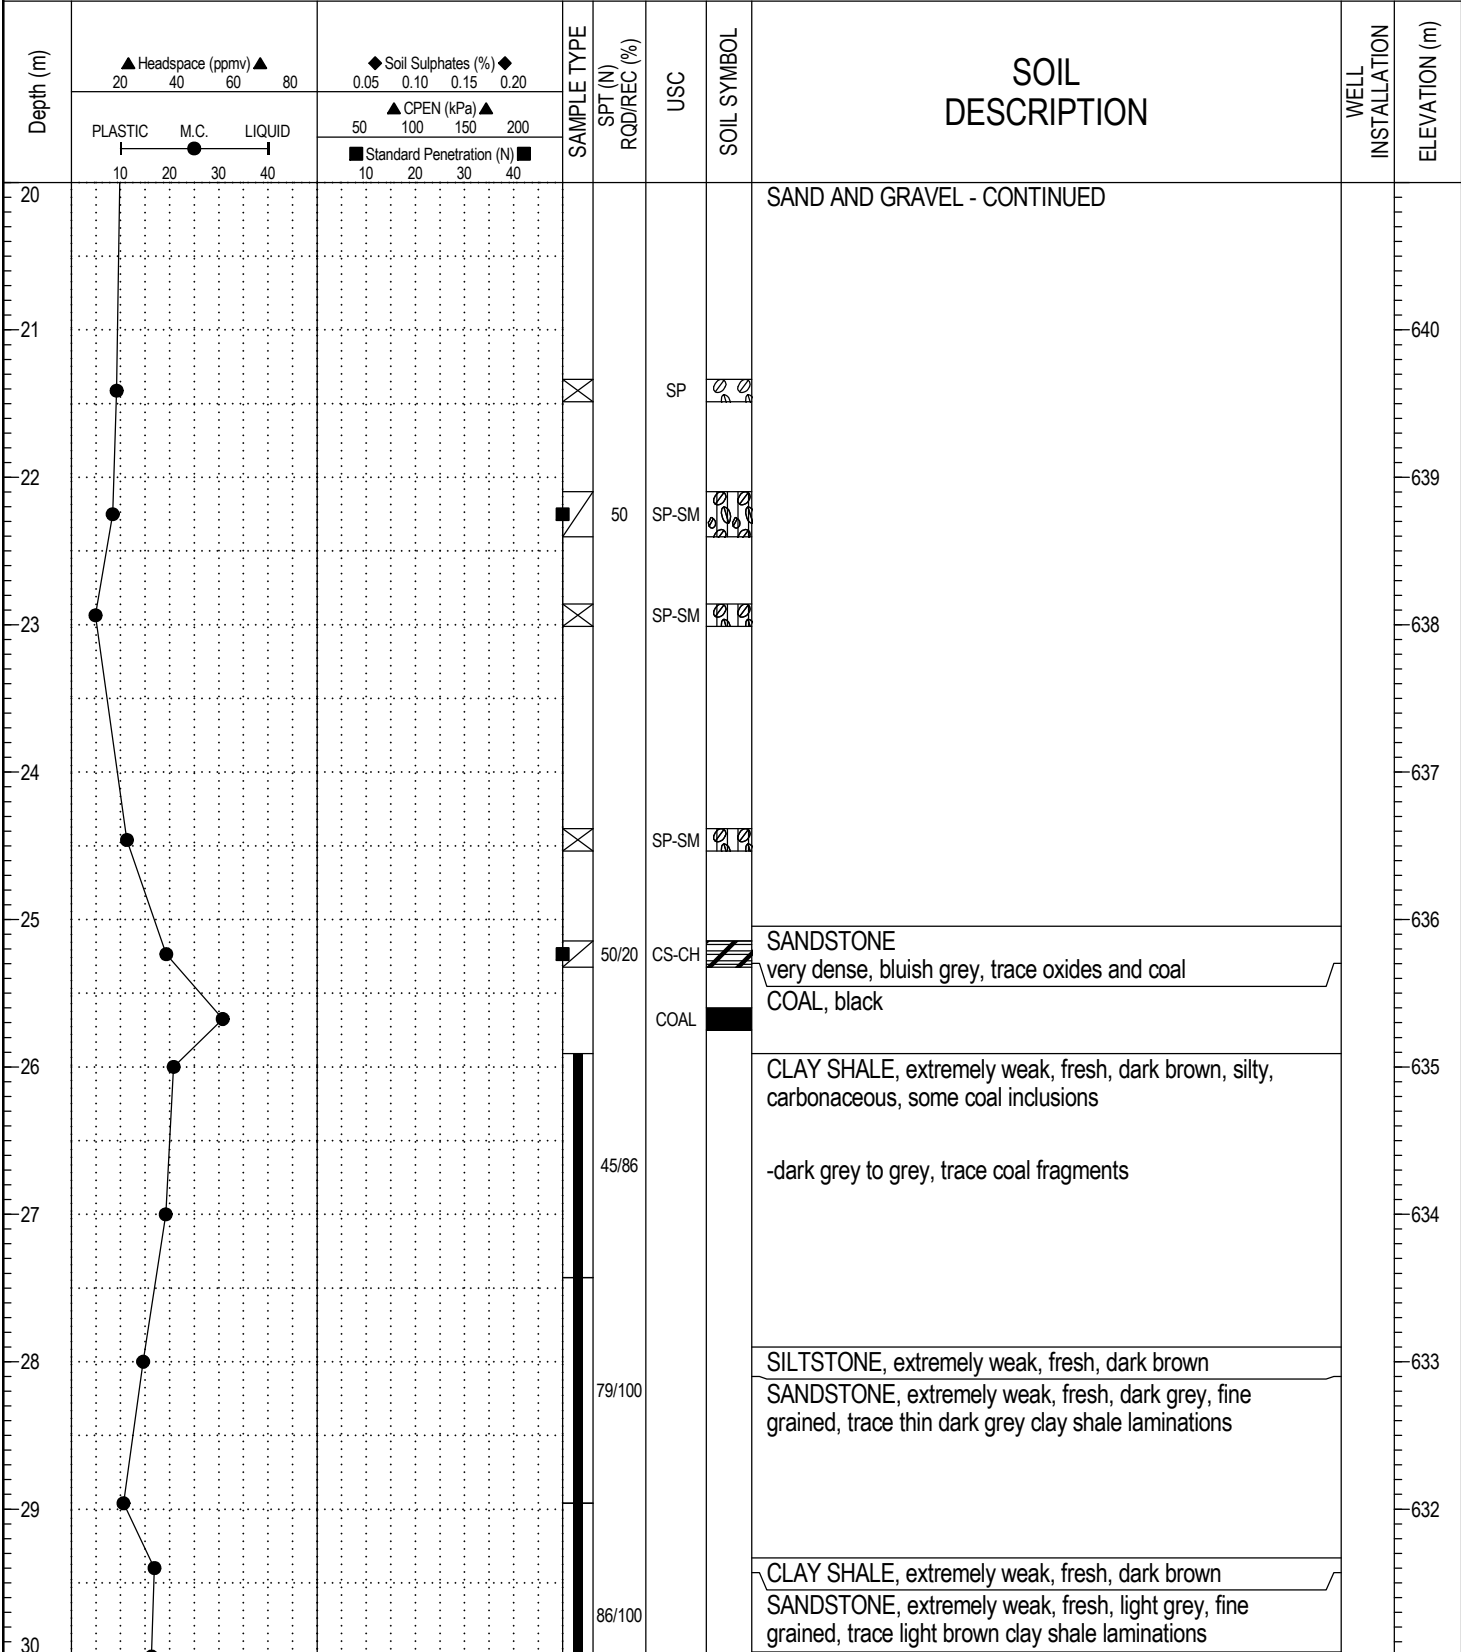 Depth (m)
▲ Headspace (ppmv) ▲
20 40 60 80
PLASTIC M.C. LIQUID
10 20 30 40
◆ Soil Sulphates (%) ◆
0.05 0.10 0.15 0.20
▲ CPEN (kPa) ▲
50 100 150 200
■ Standard Penetration (N) ■
10 20 30 40
SAMPLE TYPE
SPT (N)
RQD/REC (%)
USC
SOIL SYMBOL
SOIL
DESCRIPTION
WELL
INSTALLATION
ELEVATION (m)
20 SAND AND GRAVEL - CONTINUED
21 640
SP
22 639
50 SP-SM
SP-SM
23 638
24 637
SP-SM
25 636
SANDSTONE
50/20 CS-CH
very dense, bluish grey, trace oxides and coal
COAL, black
COAL
26 635
CLAY SHALE, extremely weak, fresh, dark brown, silty,
carbonaceous, some coal inclusions
45/86 -dark grey to grey, trace coal fragments
27 634
28 SILTSTONE, extremely weak, fresh, dark brown 633
79/100 SANDSTONE, extremely weak, fresh, dark grey, fine
grained, trace thin dark grey clay shale laminations
29 632
CLAY SHALE, extremely weak, fresh, dark brown
86/100 SANDSTONE, extremely weak, fresh, light grey, fine
grained, trace light brown clay shale laminations
30